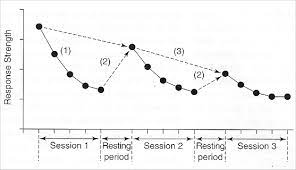 (1)
(2)
(3)
(2)
Response Strength
Session 1
Resting
period
Session 2
Resting
period
Session 3